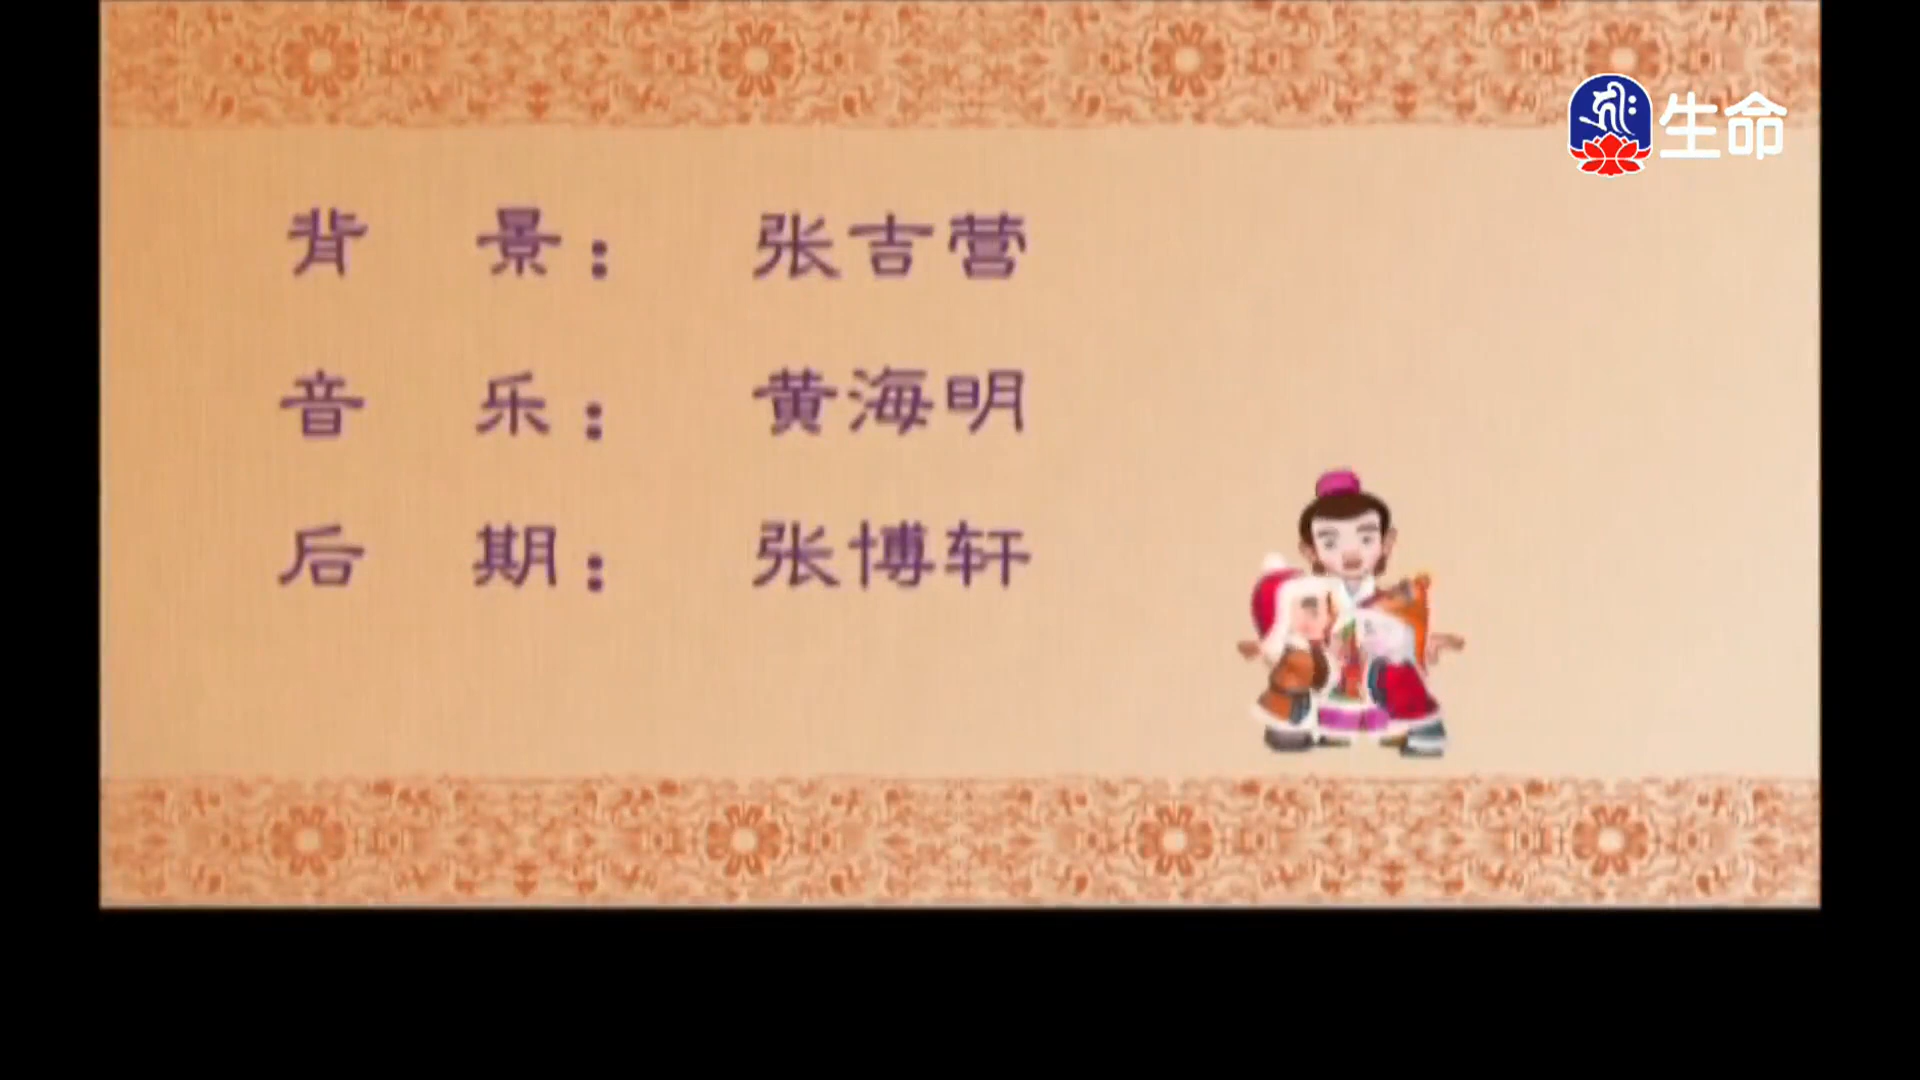 生命
背 景： 张吉营
音 乐： 黄海明
后 期： 张博轩